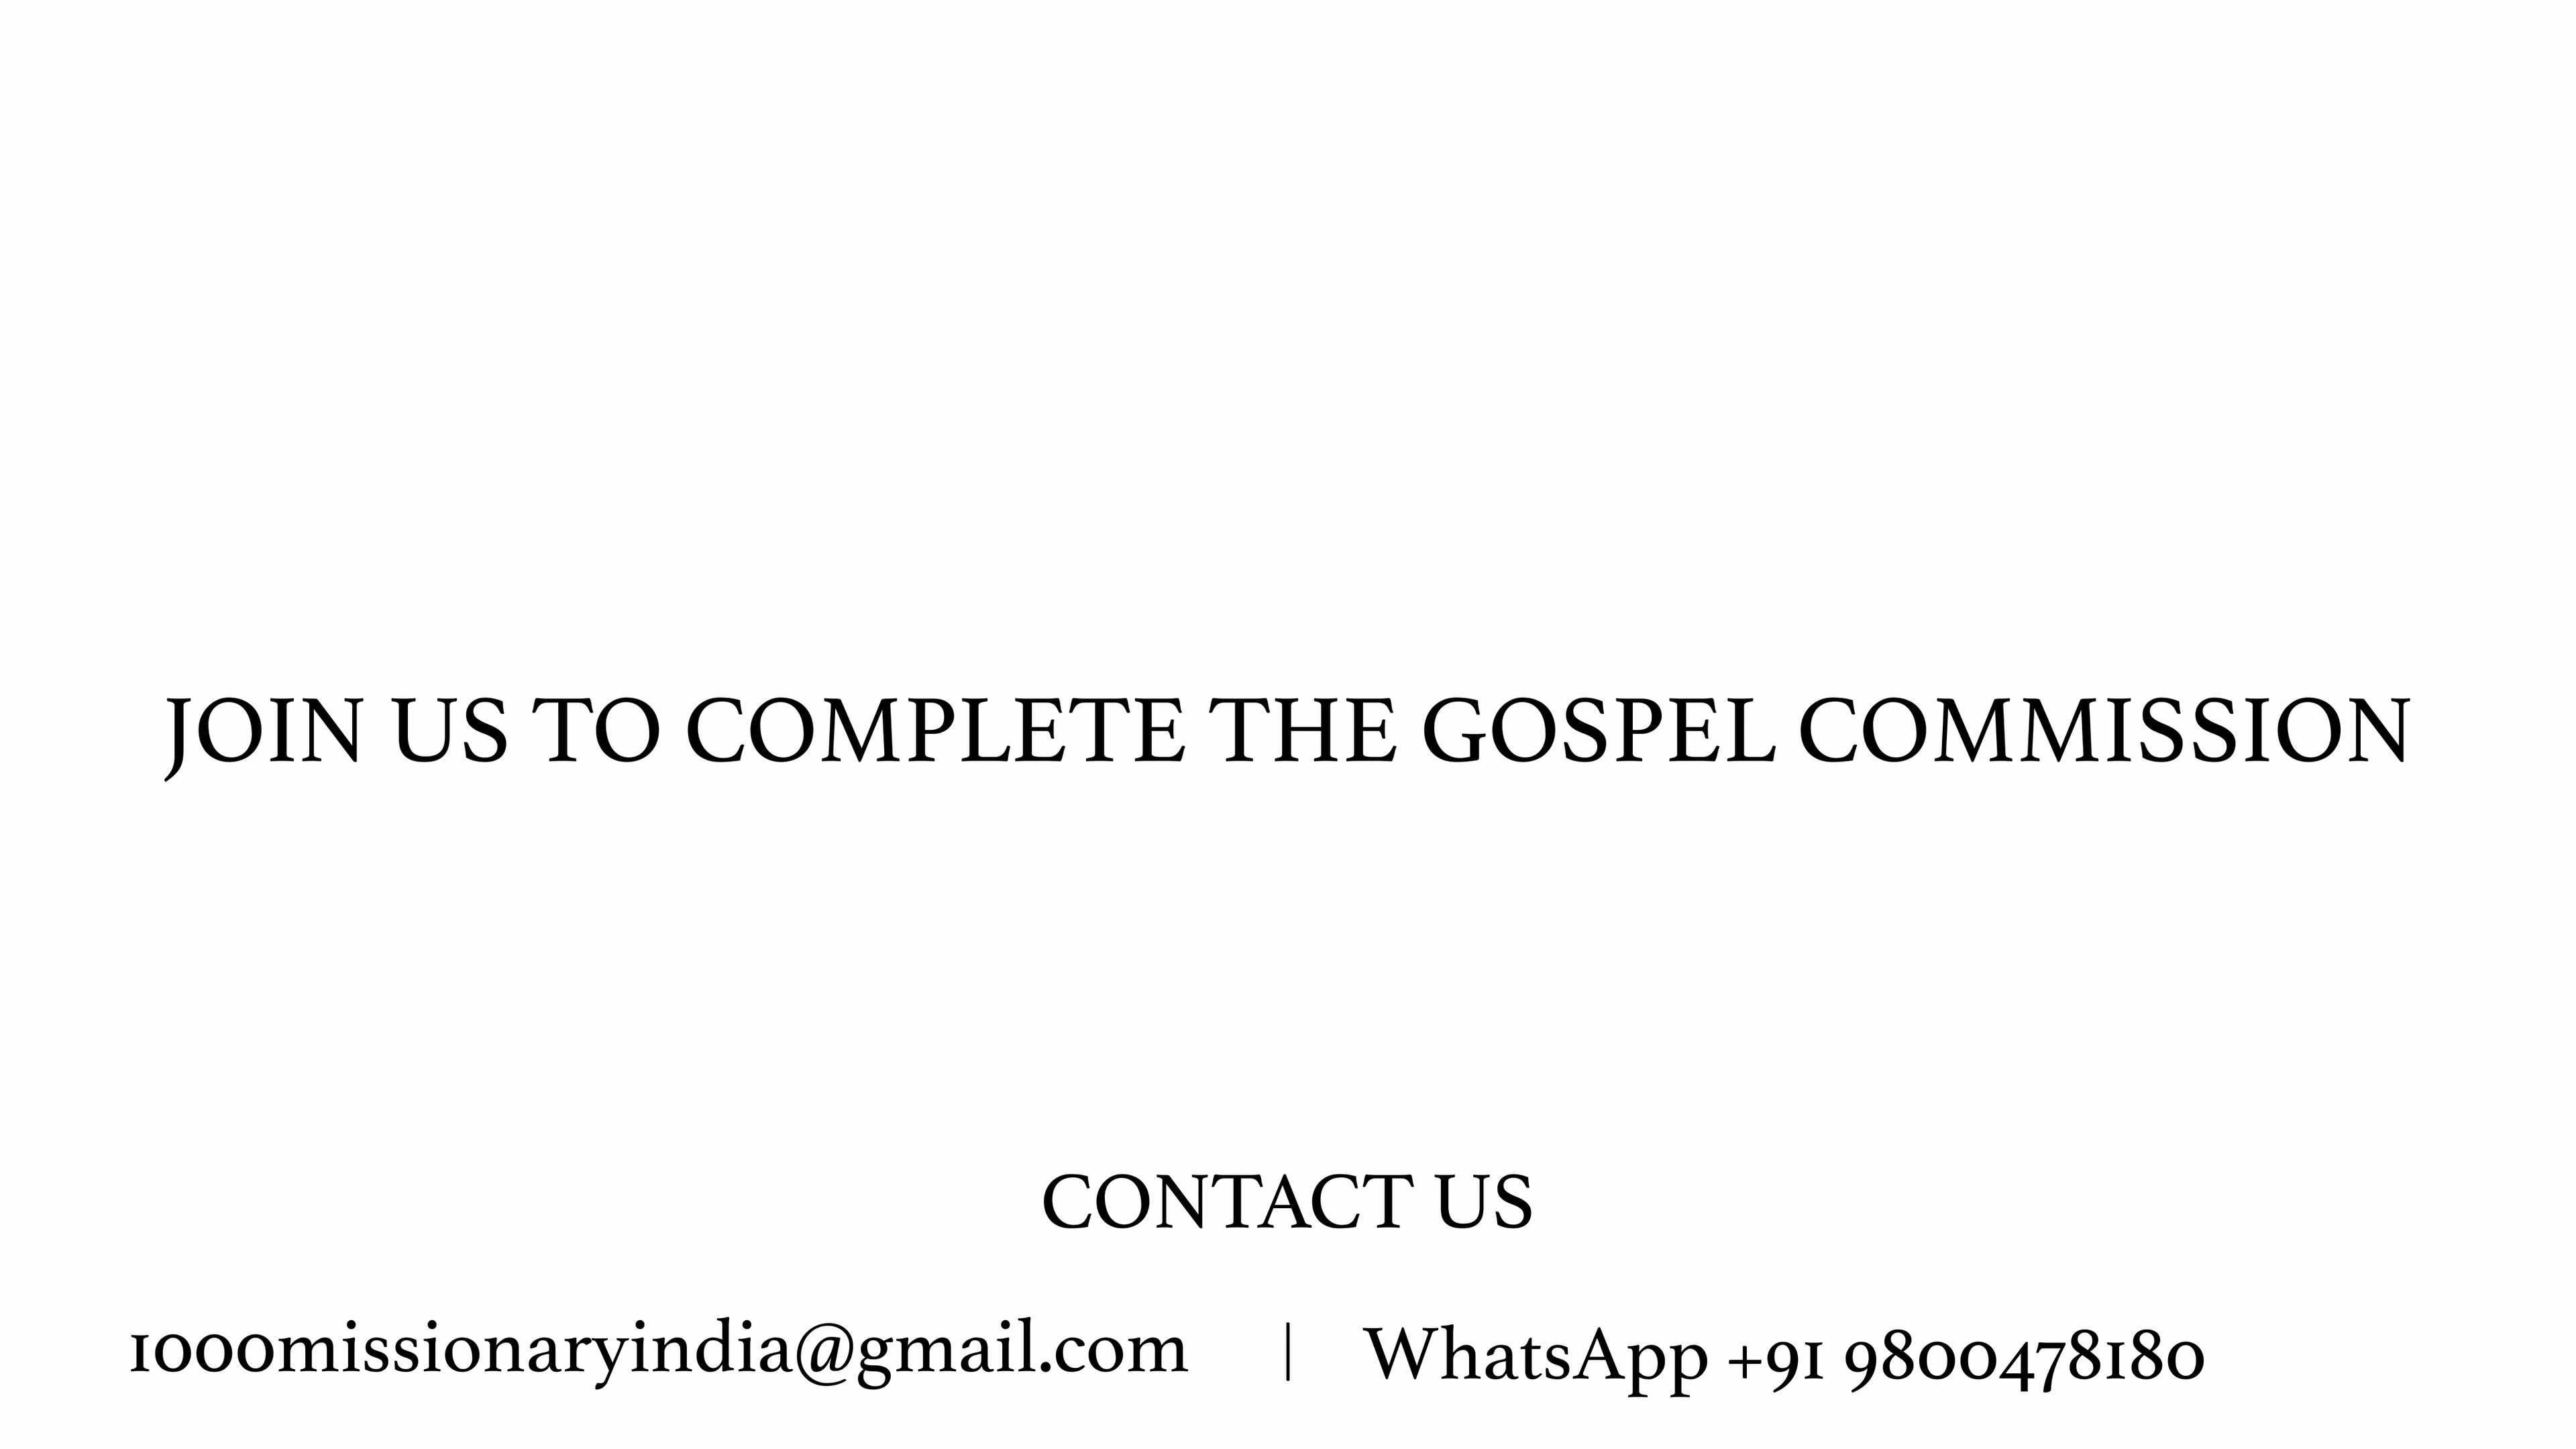 JOIN US TO COMPLETE THE GOSPEL COMMISSION
CONTACT US
1000missionaryindia@gmail.com | WhatsApp +91 9800478180